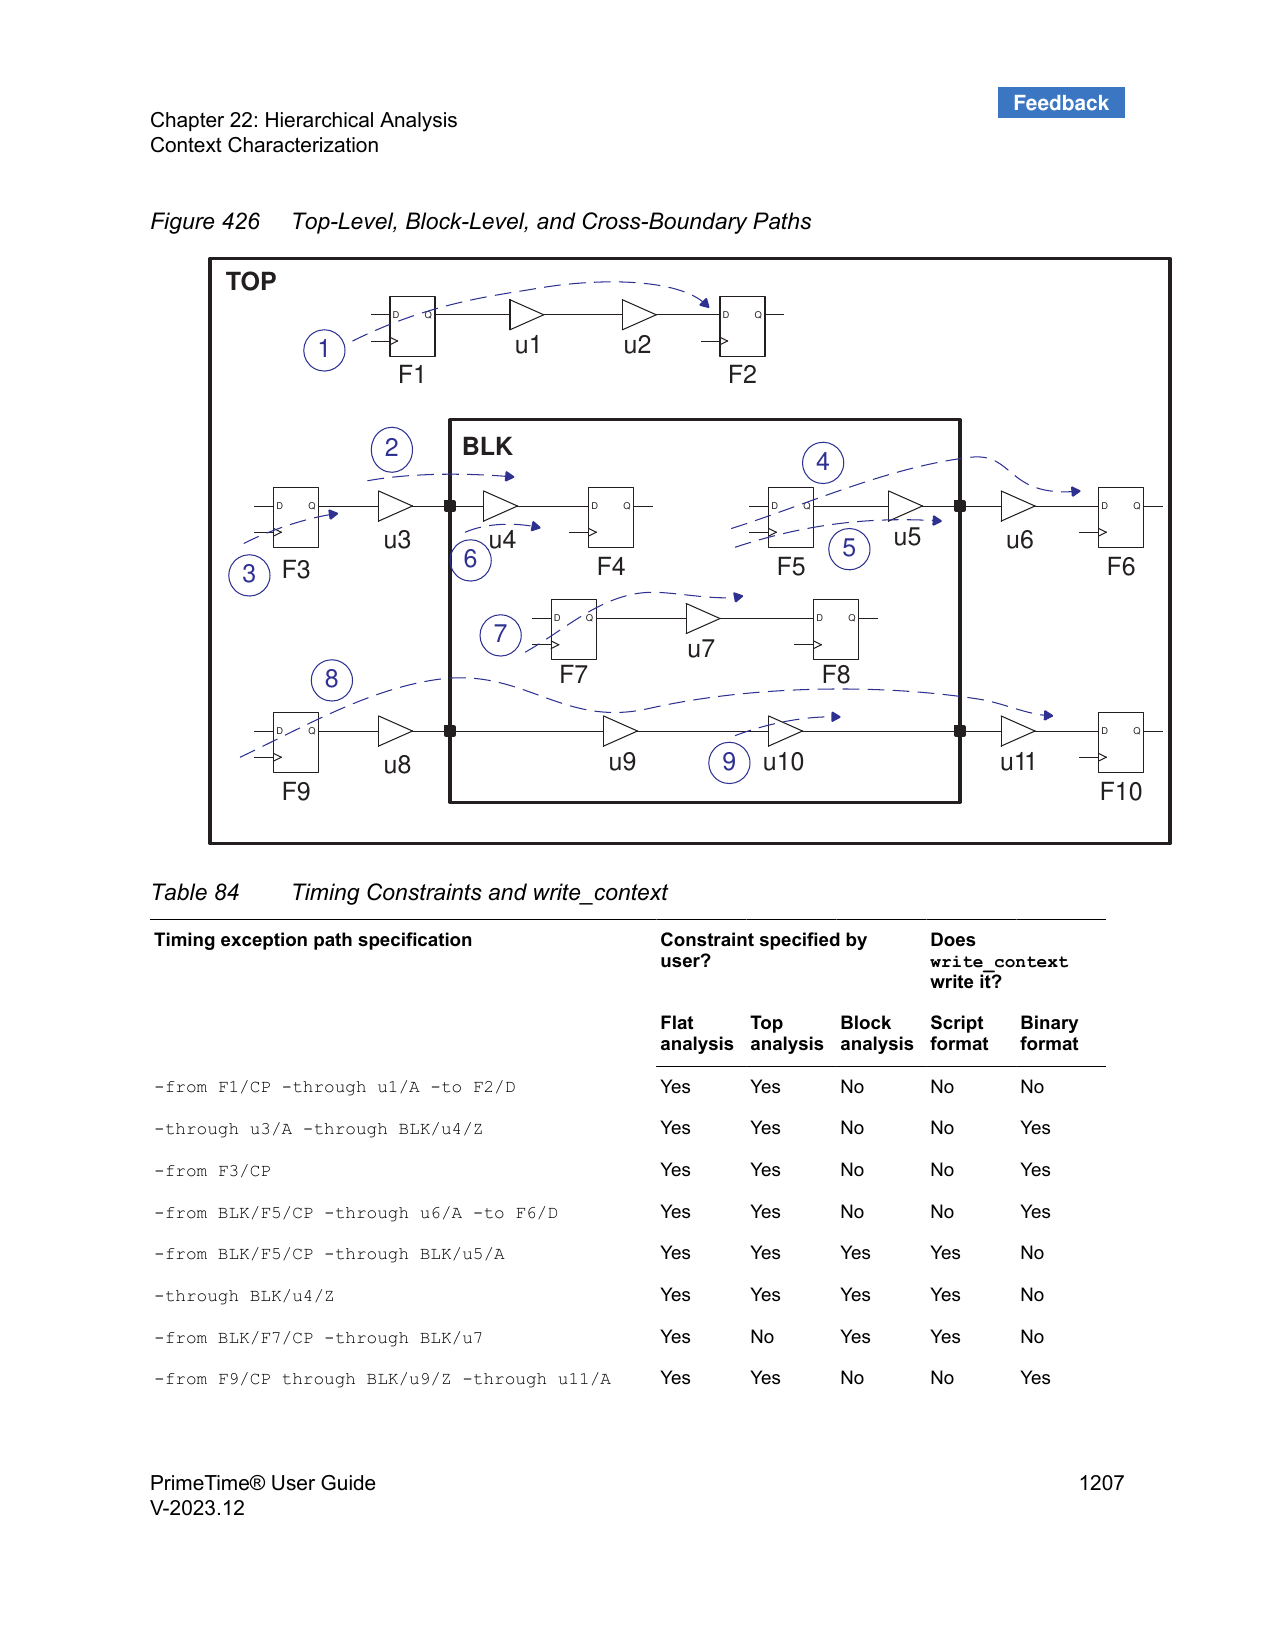 Feedback
Chapter 22: Hierarchical Analysis
Context Characterization
Figure 426 Top-Level, Block-Level, and Cross-Boundary Paths
TOP
D Q D Q
1 u1 u2
F1 F2
2 BLK 4
D Q D Q D Q D Q
u3 u4 u5 u6
3 F3 6 F4 F5 5 F6
D Q D Q
7 u7
F7 F8
8
D Q D Q
u8 u9 9 u10 u11
F9 F10
Table 84 Timing Constraints and write_context
Timing exception path specification Constraint specified by user? Does write_context write it?
Flat analysis Top analysis Block analysis Script format Binary format
-from F1/CP -through u1/A -to F2/D Yes Yes No No No
-through u3/A -through BLK/u4/Z Yes Yes No No Yes
-from F3/CP Yes Yes No No Yes
-from BLK/F5/CP -through u6/A -to F6/D Yes Yes No No Yes
-from BLK/F5/CP -through BLK/u5/A Yes Yes Yes Yes No
-through BLK/u4/Z Yes Yes Yes Yes No
-from BLK/F7/CP -through BLK/u7 Yes No Yes Yes No
-from F9/CP through BLK/u9/Z -through u11/A Yes Yes No No Yes
PrimeTime® User Guide 1207
V-2023.12